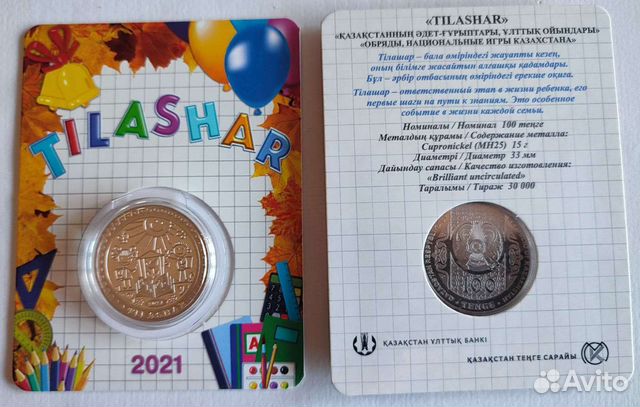 TILASHAR
2021
«TILASHAR»
«ҚАЗАҚСТАННЫҢ ӘДЕТ-ҒҰРЫПТАРЫ, ҰЛТТЫҚ ОЙЫНДАРЫ»
«ОБРЯДЫ, НАЦИОНАЛЬНЫЕ ИГРЫ КАЗАХСТАНА»
Тілашар – бала өміріндегі жауапты кезең,
оның білімге жасайтын алғашқы қадамдары.
Бұл – әрбір отбасының өміріндегі ерекше оқиға.
Тілашар – ответственный этап в жизни ребенка, его
первые шаги на пути к знаниям. Это особенное
событие в жизни каждой семьи.
Номиналы / Номинал 100 теңге
Металдың құрамы / Содержание металла:
Cupronickel (МН25) 15 г
Диаметрі / Диаметр 33 мм
Дайындау сапасы / Качество изготовления:
«Brilliant uncirculated»
Таралымы / Тираж 30 000
100
TENGE
ҚАЗАҚСТАН ҰЛТТЫҚ БАНКІ
ҚАЗАҚСТАН ТЕҢГЕ САРАЙЫ
Avito